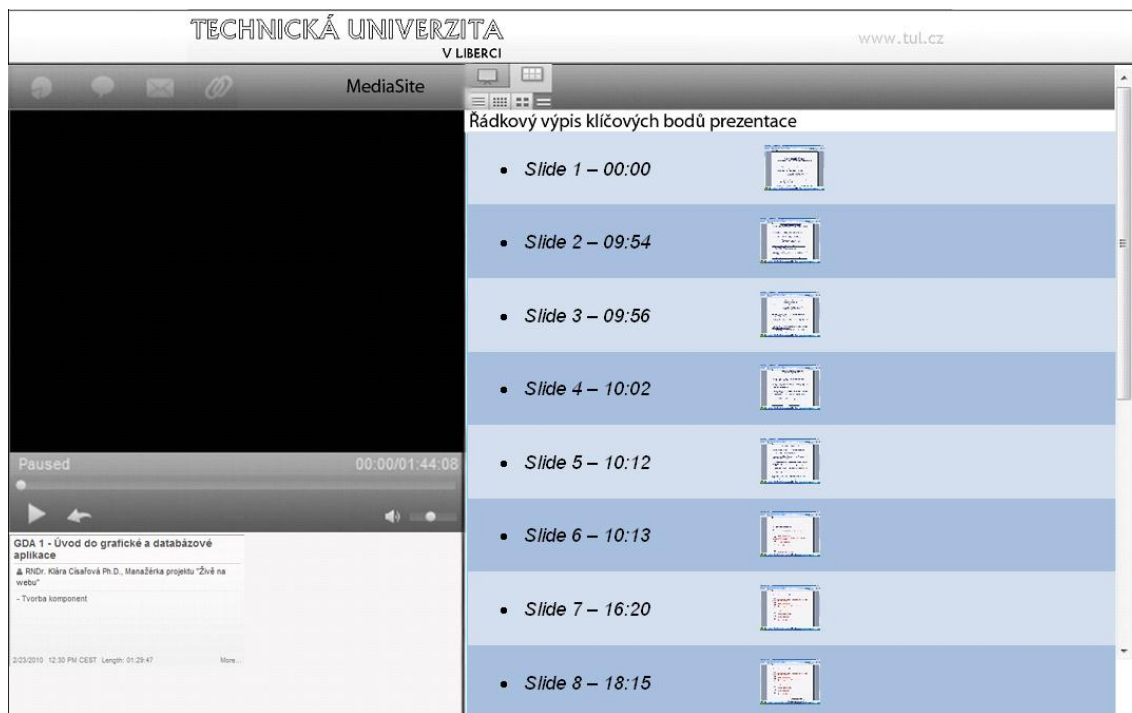 TECHNICKÁ UNIVERZITA
V LIBERCI
www.tul.cz
MediaSite
Řádkový výpis klíčových bodů prezentace
• Slide 1 – 00:00
• Slide 2 – 09:54
• Slide 3 – 09:56
• Slide 4 – 10:02
• Slide 5 – 10:12
• Slide 6 – 10:13
• Slide 7 – 16:20
• Slide 8 – 18:15
Paused 00:00/01:44:08
GDA 1 - Úvod do grafické a databázové
aplikace
RNDr. Klára Císařová Ph.D., Manažérka projektu "Živě na
webu"
- Tvorba komponent
2/23/2010 12:30 PM CEST Length: 01:29:47 More...